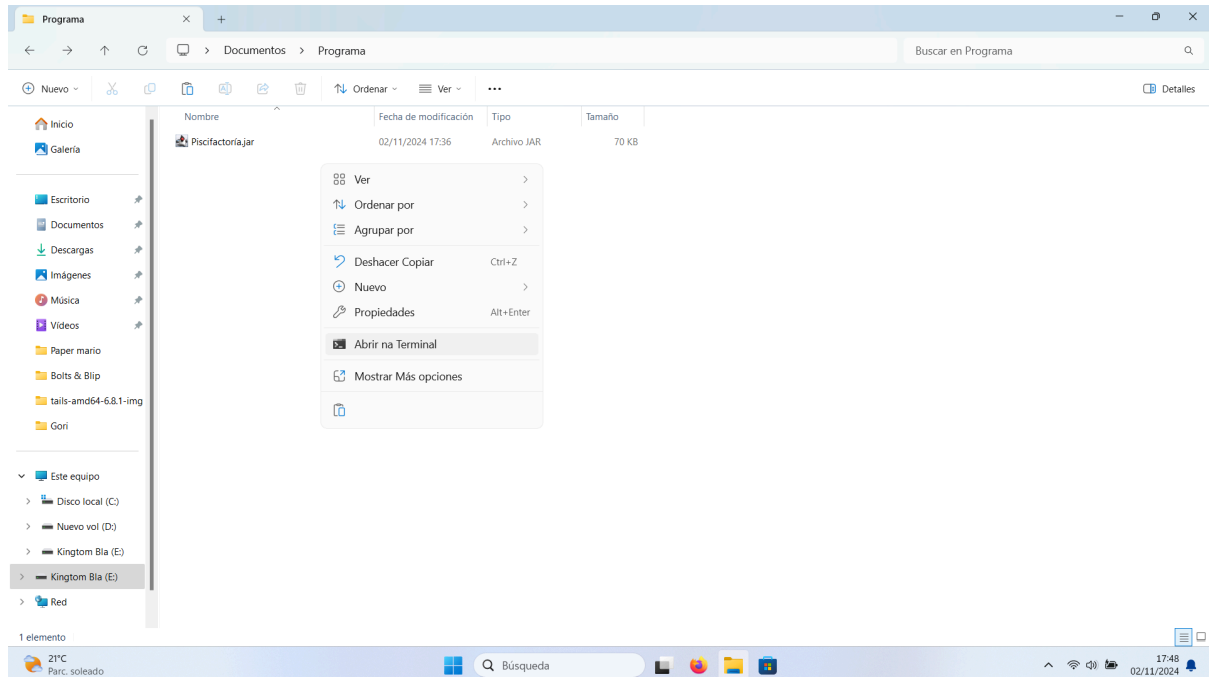 Programa
Documentos > Programa
Buscar en Programa
Nuevo
Ordenar
Ver
Detalles
Nombre
Fecha de modificación
Tipo
Tamaño
Piscifactoría.jar
02/11/2024 17:36
Archivo JAR
70 KB
Inicio
Galería
Escritorio
Documentos
Descargas
Imágenes
Música
Vídeos
Paper mario
Bolts & Blip
tails-amd64-6.8.1-img
Gori
Este equipo
Disco local (C:)
Nuevo vol (D:)
Kingtom Bla (E:)
Kingtom Bla (E:)
Red
Ver
Ordenar por
Agrupar por
Deshacer Copiar Ctrl+Z
Nuevo
Propiedades Alt+Enter
Abrir na Terminal
Mostrar Más opciones
1 elemento
21°C
Parc. soleado
Búsqueda
17:48
02/11/2024